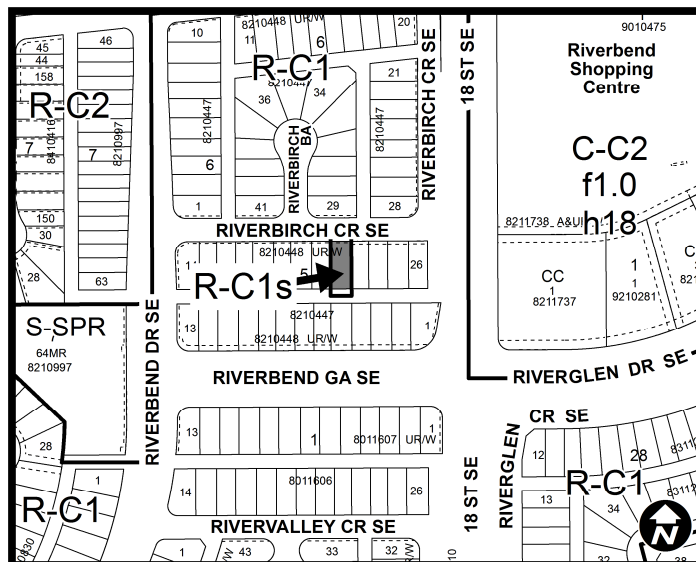 45
44
158
R-C2
8410416
7
150
30
28
46
7
8210997
63
10
8210447
6
1
8210448 UR/W
11
6
20
R-C1
36
34
RIVERBIRCH
BA
41
29
21
8210447
28
RIVERBIRCH CR SE
18 ST SE
9010475
Riverbend
Shopping
Centre
C-C2
f1.0
h18
8211738
CC
1
8211737
1
1
9210281
RIVERBIRCH CR SE
8210448 UR/W
5
26
R-C1s
8210447
13
8210448 UR/W
1
S-SPR
64MR
8210997
RIVERBEND DR SE
RIVERBEND GA SE
RIVERGLEN DR SE
28
R-C1
1
13
1
8011607
UR/W
1
14
8011606
26
RIVERVALLEY CR SE
1
43
33
32
10
18 ST SE
RIVERGLEN
CR SE
12
28
R-C1
13
34
32
38
N